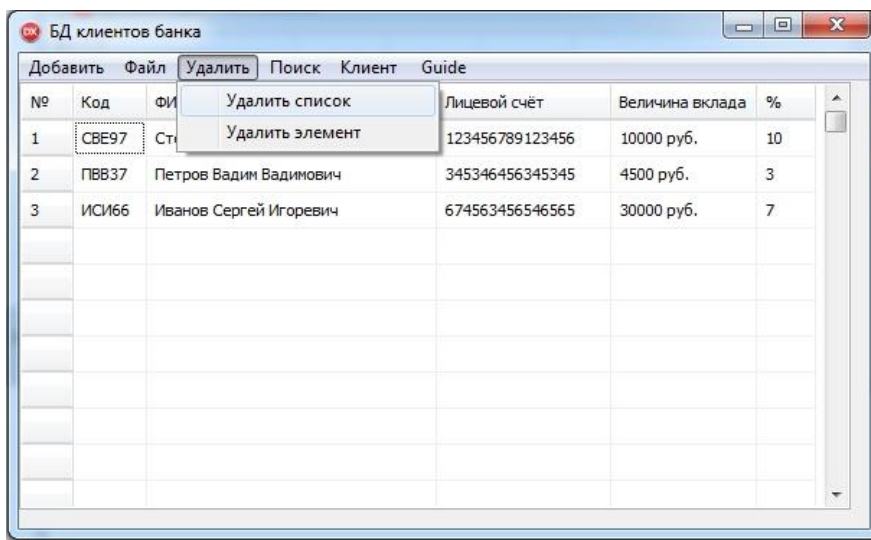 БД клиентов банка
Добавить Файл Удалить Поиск Клиент Guide
№ Код Лицевой счёт Величина вклада %
Удалить список
Удалить элемент
1 СВЕ97 123456789123456 10000 руб. 10
2 ПВВ37 Петров Вадим Вадимович 345346456345345 4500 руб. 3
3 ИСИ66 Иванов Сергей Игоревич 674563456546565 30000 руб. 7